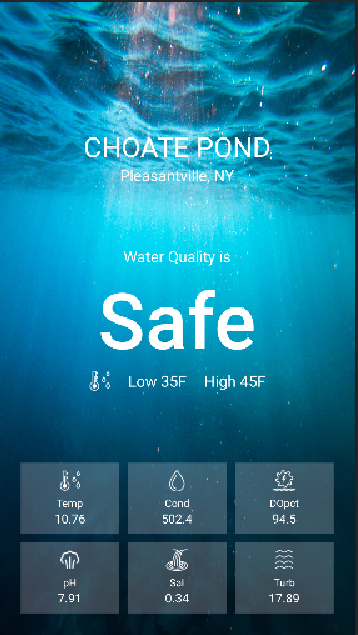 CHOATE POND
Pleasantville, NY
Water Quality is
Safe
Low 35F High 45F
Temp Cond DOpct
10.76 502.4 94.5
pH Sal Turb
7.91 0.34 17.89